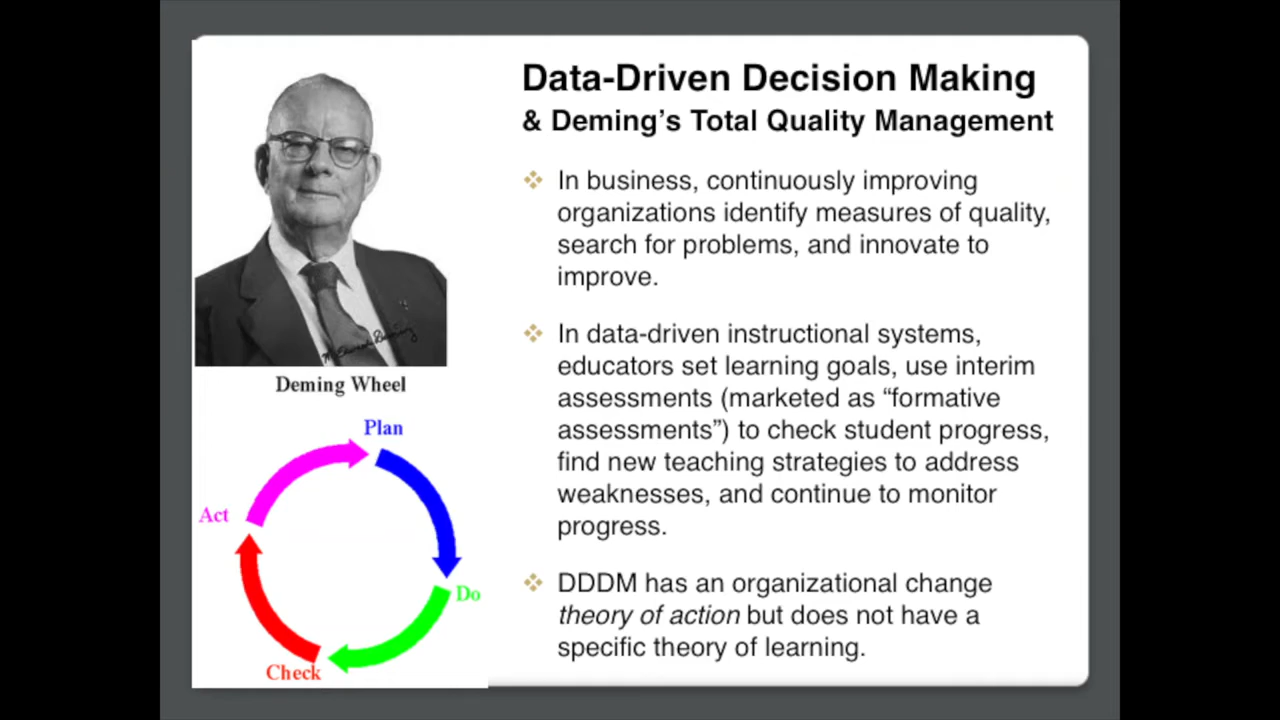 Data-Driven Decision Making
& Deming's Total Quality Management
In business, continuously improving
organizations identify measures of quality,
search for problems, and innovate to
improve.
In data-driven instructional systems,
educators set learning goals, use interim
assessments (marketed as “formative
assessments”) to check student progress,
find new teaching strategies to address
weaknesses, and continue to monitor
progress.
DDDM has an organizational change
theory of action but does not have a
specific theory of learning.
Deming Wheel
Plan
Act
Do
Check